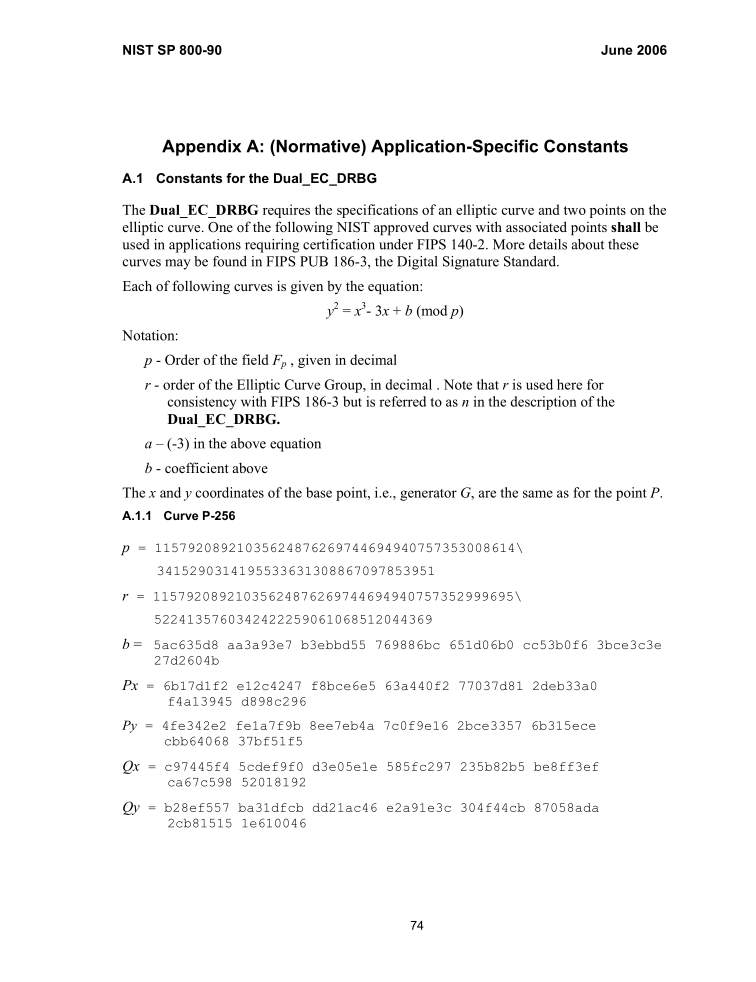 NIST SP 800-90 June 2006
Appendix A: (Normative) Application-Specific Constants
A.1 Constants for the Dual_EC_DRBG
The Dual_EC_DRBG requires the specifications of an elliptic curve and two points on the
elliptic curve. One of the following NIST approved curves with associated points shall be
used in applications requiring certification under FIPS 140-2. More details about these
curves may be found in FIPS PUB 186-3, the Digital Signature Standard.
Each of following curves is given by the equation:
y² = x³- 3x + b (mod p)
Notation:
p - Order of the field Fₚ , given in decimal
r - order of the Elliptic Curve Group, in decimal . Note that r is used here for
consistency with FIPS 186-3 but is referred to as n in the description of the
Dual_EC_DRBG.
a – (-3) in the above equation
b - coefficient above
The x and y coordinates of the base point, i.e., generator G, are the same as for the point P.
A.1.1 Curve P-256
p = 11579208921035624876269744694940757353008614\
3415290314195533631308867097853951
r = 11579208921035624876269744694940757352999695\
5224135760342422259061068512044369
b = 5ac635d8 aa3a93e7 b3ebbd55 769886bc 651d06b0 cc53b0f6 3bce3c3e
27d2604b
Px = 6b17d1f2 e12c4247 f8bce6e5 63a440f2 77037d81 2deb33a0
f4a13945 d898c296
Py = 4fe342e2 fe1a7f9b 8ee7eb4a 7c0f9e16 2bce3357 6b315ece
cbb64068 37bf51f5
Qx = c97445f4 5cdef9f0 d3e05e1e 585fc297 235b82b5 be8ff3ef
ca67c598 52018192
Qy = b28ef557 ba31dfcb dd21ac46 e2a91e3c 304f44cb 87058ada
2cb81515 1e610046
74